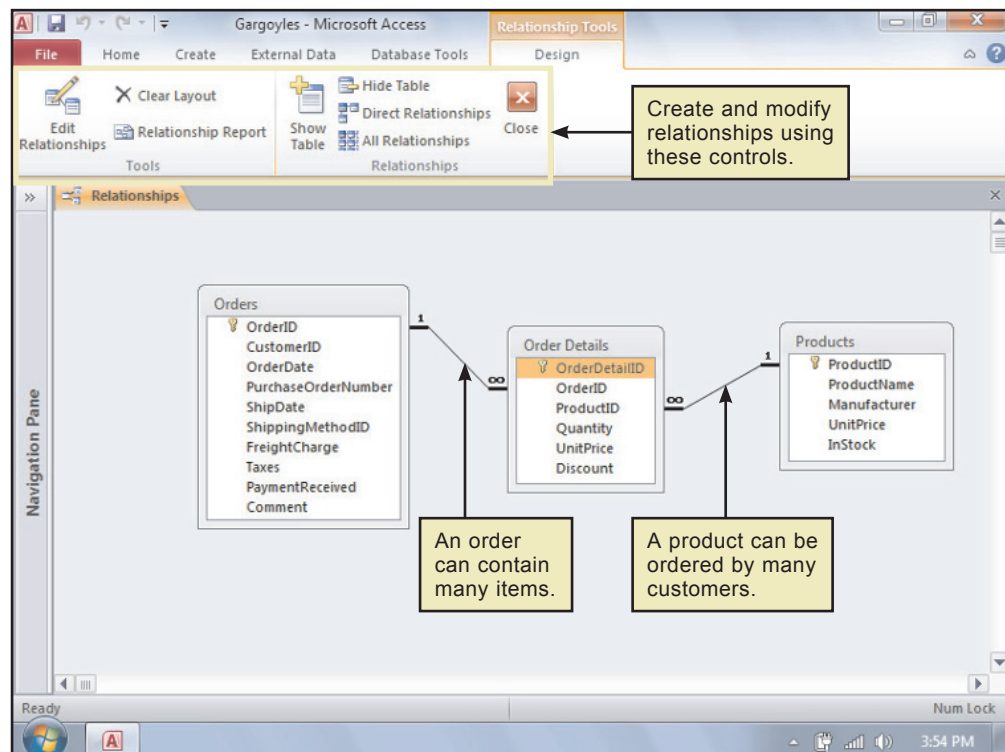 Gargoyles - Microsoft Access
Relationship Tools
File
Home
Create
External Data
Database Tools
Design
Edit
Relationships
Clear Layout
Relationship Report
Tools
Show
Table
Hide Table
Direct Relationships
All Relationships
Close
Relationships
Create and modify
relationships using
these controls.
Relationships
Navigation Pane
Orders
OrderID
CustomerID
OrderDate
PurchaseOrderNumber
ShipDate
ShippingMethodID
FreightCharge
Taxes
PaymentReceived
Comment
1
∞
Order Details
OrderDetailID
OrderID
ProductID
Quantity
UnitPrice
Discount
∞
1
Products
ProductID
ProductName
Manufacturer
UnitPrice
InStock
An order
can contain
many items.
A product can be
ordered by many
customers.
Ready
Num Lock
3:54 PM